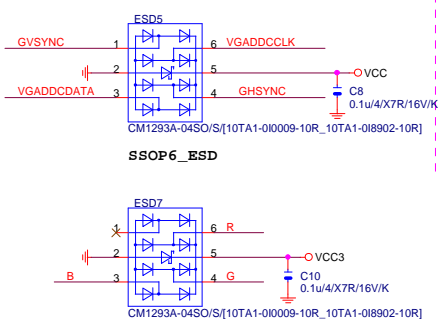 ESD5
GVSYNC 1 6 VGADDCCLK
2 5 VCC
VGADDCDATA 3 4 GHSYNC
C8
0.1u/4/X7R/16V/K
CM1293A-04SO/S/[10TA1-0I0009-10R_10TA1-0I8902-10R]
SSOP6_ESD
ESD7
1 6 R
2 5 VCC3
B 3 4 G
C10
0.1u/4/X7R/16V/K
CM1293A-04SO/S/[10TA1-0I0009-10R_10TA1-0I8902-10R]